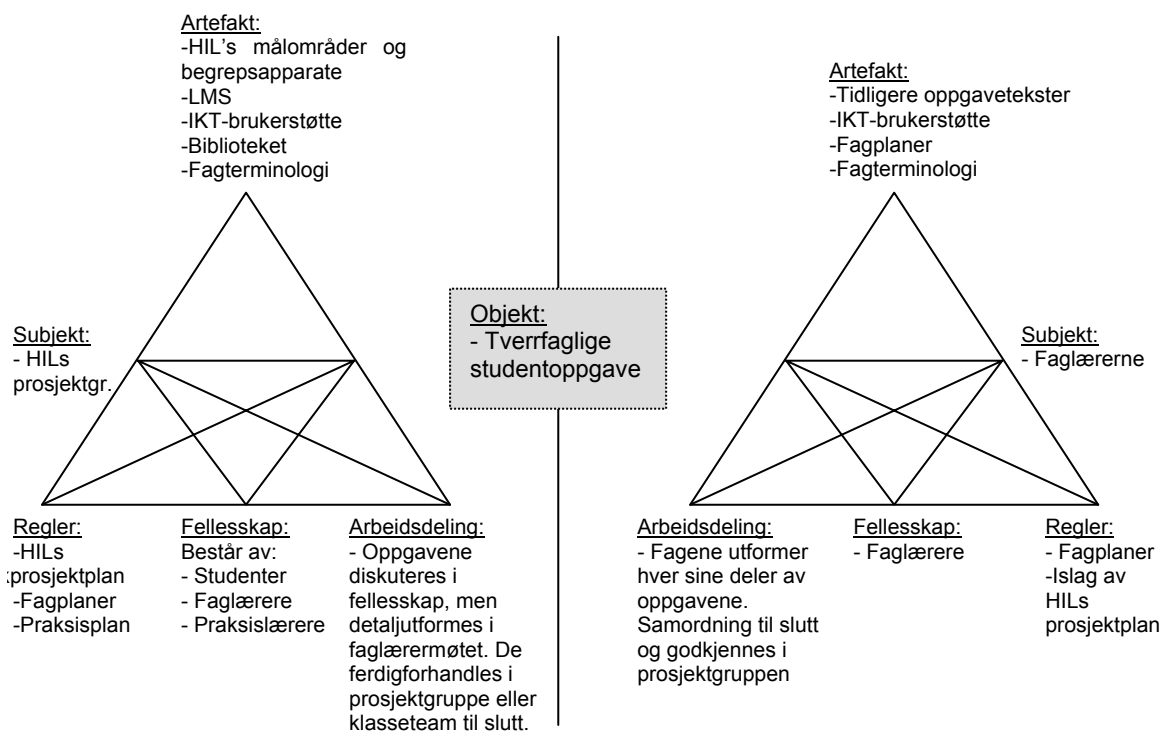 Artefakt:
-HIL's målområder og
begrepsapparate
-LMS
-IKT-brukerstøtte
-Biblioteket
-Fagterminologi
Artefakt:
-Tidligere oppgavetekster
-IKT-brukerstøtte
-Fagplaner
-Fagterminologi
Subjekt:
- HILs
prosjektgr.
Objekt:
- Tverrfaglige
studentoppgave
Subjekt:
- Faglærerne
Regler:
-HILs
prosjektplan
-Fagplaner
-Praksisplan
Fellesskap:
Består av:
- Studenter
- Faglærere
- Praksislærere
Arbeidsdeling:
- Oppgavene
diskuteres i
fellesskap, men
detaljutformes i
faglærermøtet. De
ferdigforhandles i
prosjektgruppe eller
klasseteam til slutt.
Arbeidsdeling:
- Fagene utformer
hver sine deler av
oppgavene.
Samordning til slutt
og godkjennes i
prosjektgruppen
Fellesskap:
- Faglærere
Regler:
- Fagplaner
-Islag av
HILs
prosjektplan